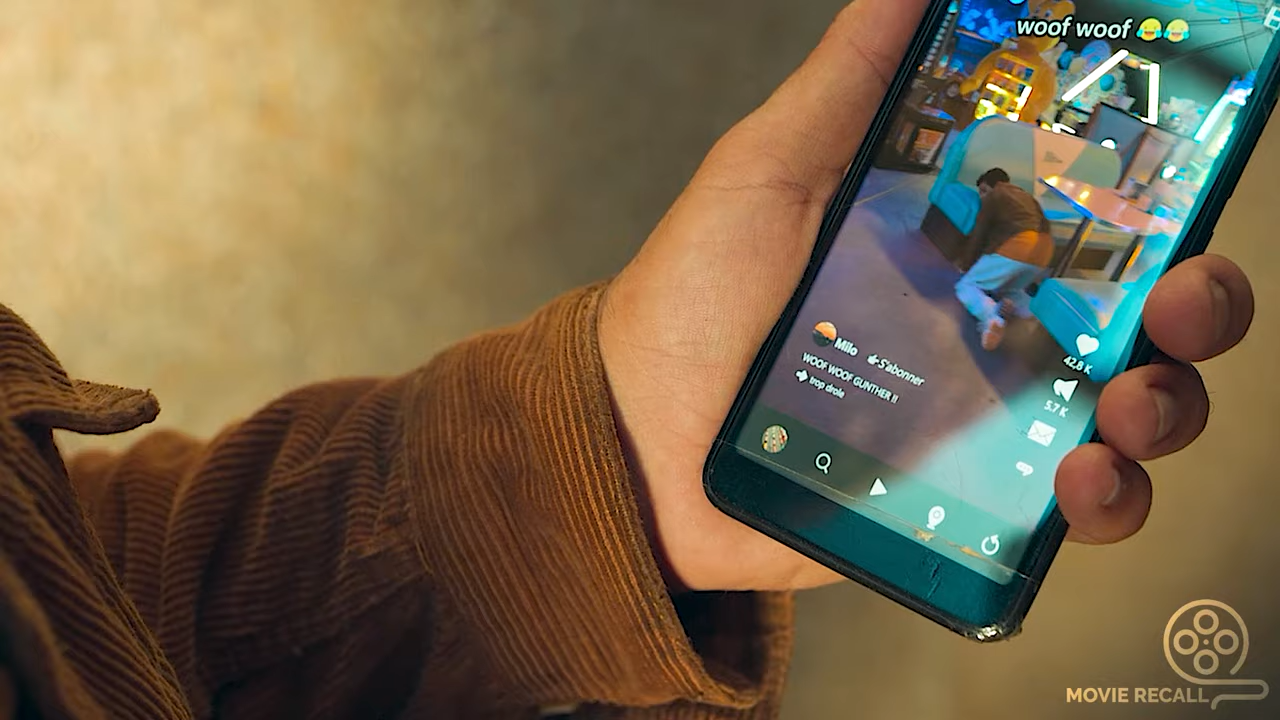 woof woof
Milo S'abonner
WOOF WOOF GUNTHER !!
trop drole
42,8 K
5.7 K
MOVIE RECALL